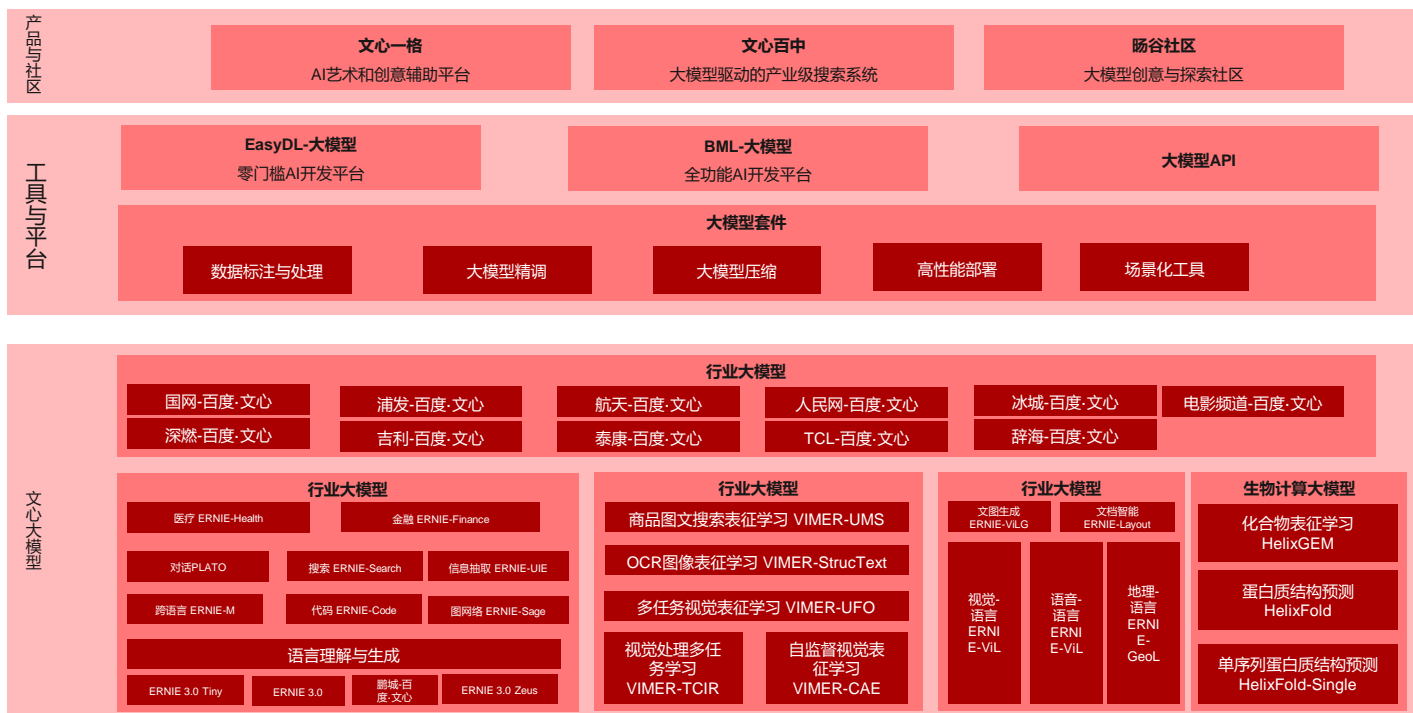 产品与社区
文心一格
AI艺术和创意辅助平台
文心百中
大模型驱动的产业级搜索系统
旸谷社区
大模型创意与探索社区
工具与平台
EasyDL-大模型
零门槛AI开发平台
BML-大模型
全功能AI开发平台
大模型API
大模型套件
数据标注与处理
大模型精调
大模型压缩
高性能部署
场景化工具
文心大模型
行业大模型
国网-百度·文心
浦发-百度·文心
航天-百度·文心
人民网-百度·文心
冰城-百度·文心
电影频道-百度·文心
深燃-百度·文心
吉利-百度·文心
泰康-百度·文心
TCL-百度·文心
辞海-百度·文心
行业大模型
医疗 ERNIE-Health
金融 ERNIE-Finance
对话PLATO
搜索 ERNIE-Search
信息抽取 ERNIE-UIE
跨语言 ERNIE-M
代码 ERNIE-Code
图网络 ERNIE-Sage
语言理解与生成
ERNIE 3.0 Tiny
ERNIE 3.0
鹏城-百
度·文心
ERNIE 3.0 Zeus
行业大模型
商品图文搜索表征学习 VIMER-UMS
OCR图像表征学习 VIMER-StrucText
多任务视觉表征学习 VIMER-UFO
视觉处理多任
务学习
VIMER-TCIR
自监督视觉表
征学习
VIMER-CAE
行业大模型
文图生成
ERNIE-ViLG
文档智能
ERNIE-Layout
视觉-
语言
ERNI
E-ViL
语音-
语言
ERNI
E-ViL
地理-
语言
ERNI
E-
GeoL
生物计算大模型
化合物表征学习
HelixGEM
蛋白质结构预测
HelixFold
单序列蛋白质结构预测
HelixFold-Single